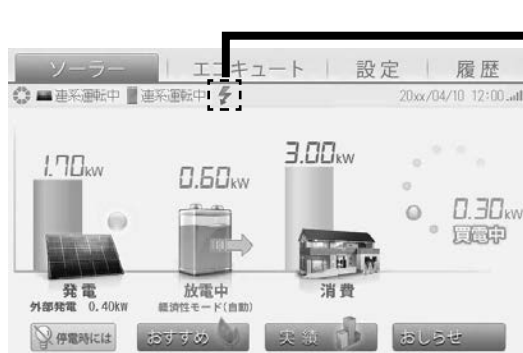 ソーラー エコキュート 設定 履歴
連系運転中 連系運転中 20xx/04/10 12:00
1.70kW
0.60kW
3.00kW
0.30kW
買電中
発電
外部発電 0.40kW
放電中
経済性モード(自動)
消費
停電時には おすすめ 実績 おしらせ